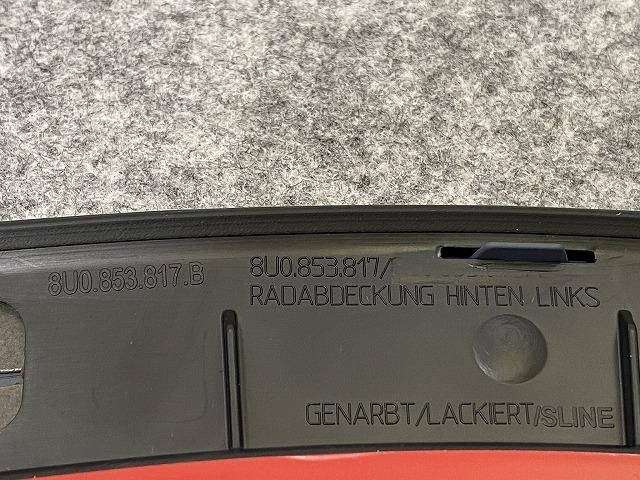 8U0.853.817.B
8U0.853.817/
RADABDECKUNG HINTEN LINKS
GENARBT/LACKIERT/SLINE